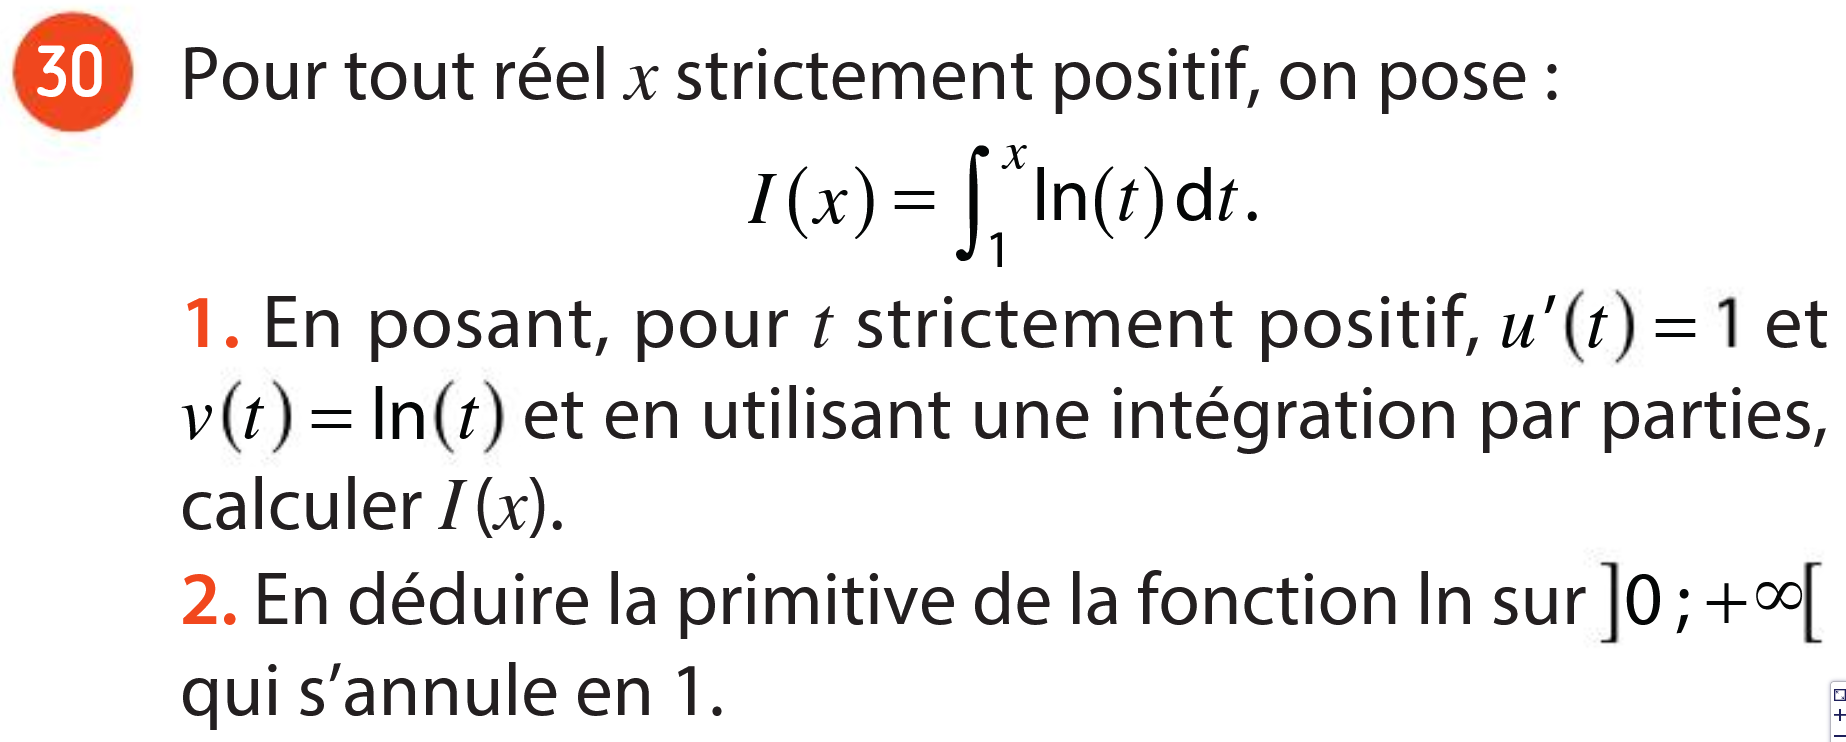 30 Pour tout réel x strictement positif, on pose :
I(x) = ∫₁ˣ ln(t) dt.
1. En posant, pour t strictement positif, u′(t) = 1 et
v(t) = ln(t) et en utilisant une intégration par parties,
calculer I(x).
2. En déduire la primitive de la fonction ln sur ]0 ; +∞[
qui s’annule en 1.